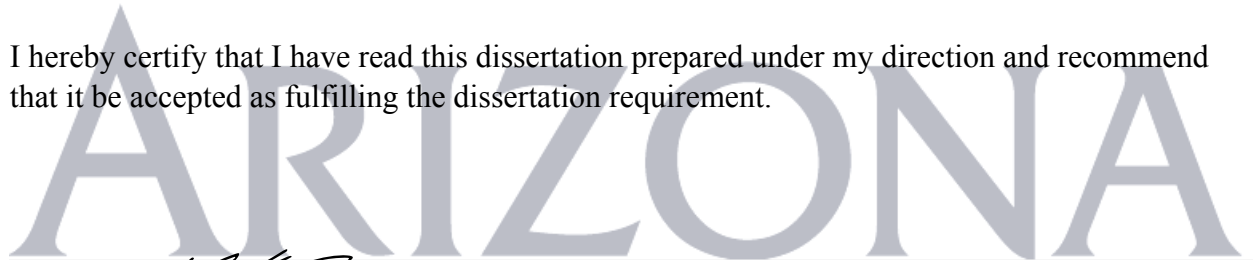 I hereby certify that I have read this dissertation prepared under my direction and recommend
that it be accepted as fulfilling the dissertation requirement.
ARIZONA